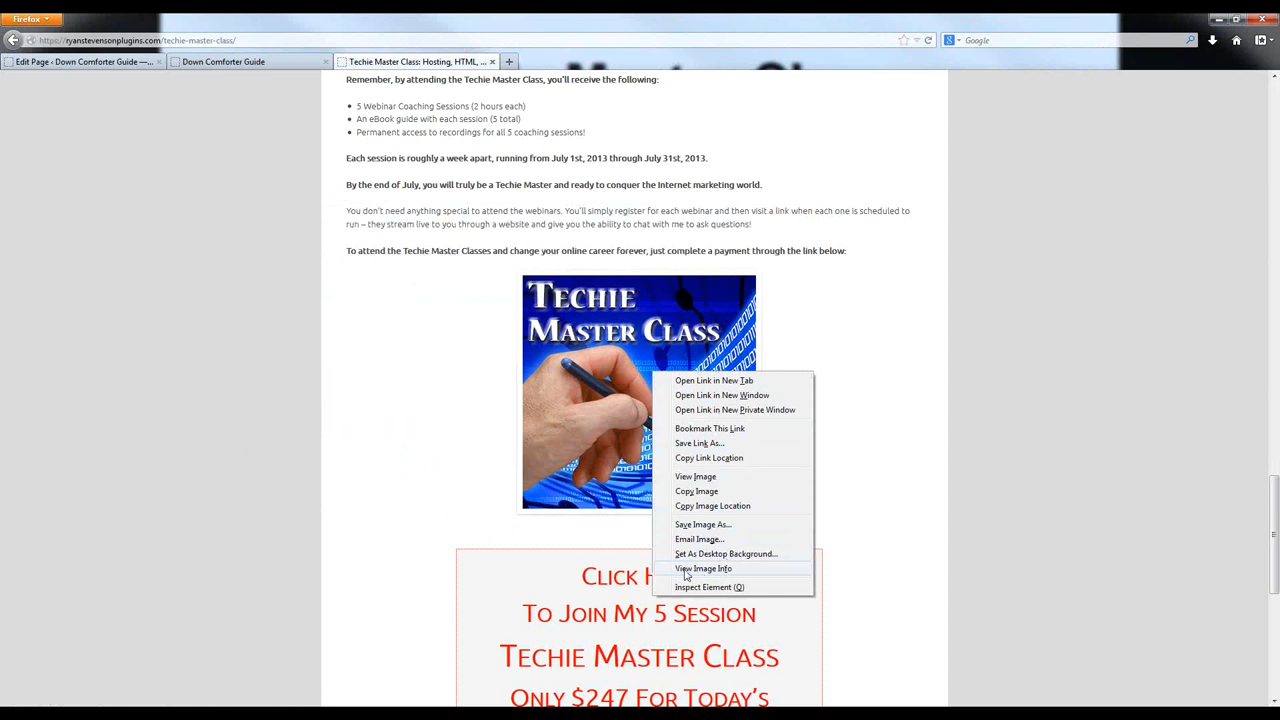 Firefox
https://ryanstevensonplugins.com/techie-master-class/
Google
Edit Page ‹ Down Comforter Guide —...
Down Comforter Guide
Techie Master Class: Hosting, HTML, ...
Remember, by attending the Techie Master Class, you'll receive the following:
5 Webinar Coaching Sessions (2 hours each)
An eBook guide with each session (5 total)
Permanent access to recordings for all 5 coaching sessions!
Each session is roughly a week apart, running from July 1st, 2013 through July 31st, 2013.
By the end of July, you will truly be a Techie Master and ready to conquer the Internet marketing world.
You don't need anything special to attend the webinars. You'll simply register for each webinar and then visit a link when each one is scheduled to
run – they stream live to you through a website and give you the ability to chat with me to ask questions!
To attend the Techie Master Classes and change your online career forever, just complete a payment through the link below:
Techie
Master Class
Open Link in New Tab
Open Link in New Window
Open Link in New Private Window
Bookmark This Link
Save Link As...
Copy Link Location
View Image
Copy Image
Copy Image Location
Save Image As...
Email Image...
Set As Desktop Background...
View Image Info
Inspect Element (Q)
Click H
To Join My 5 Session
Techie Master Class
Only $247 For Today's